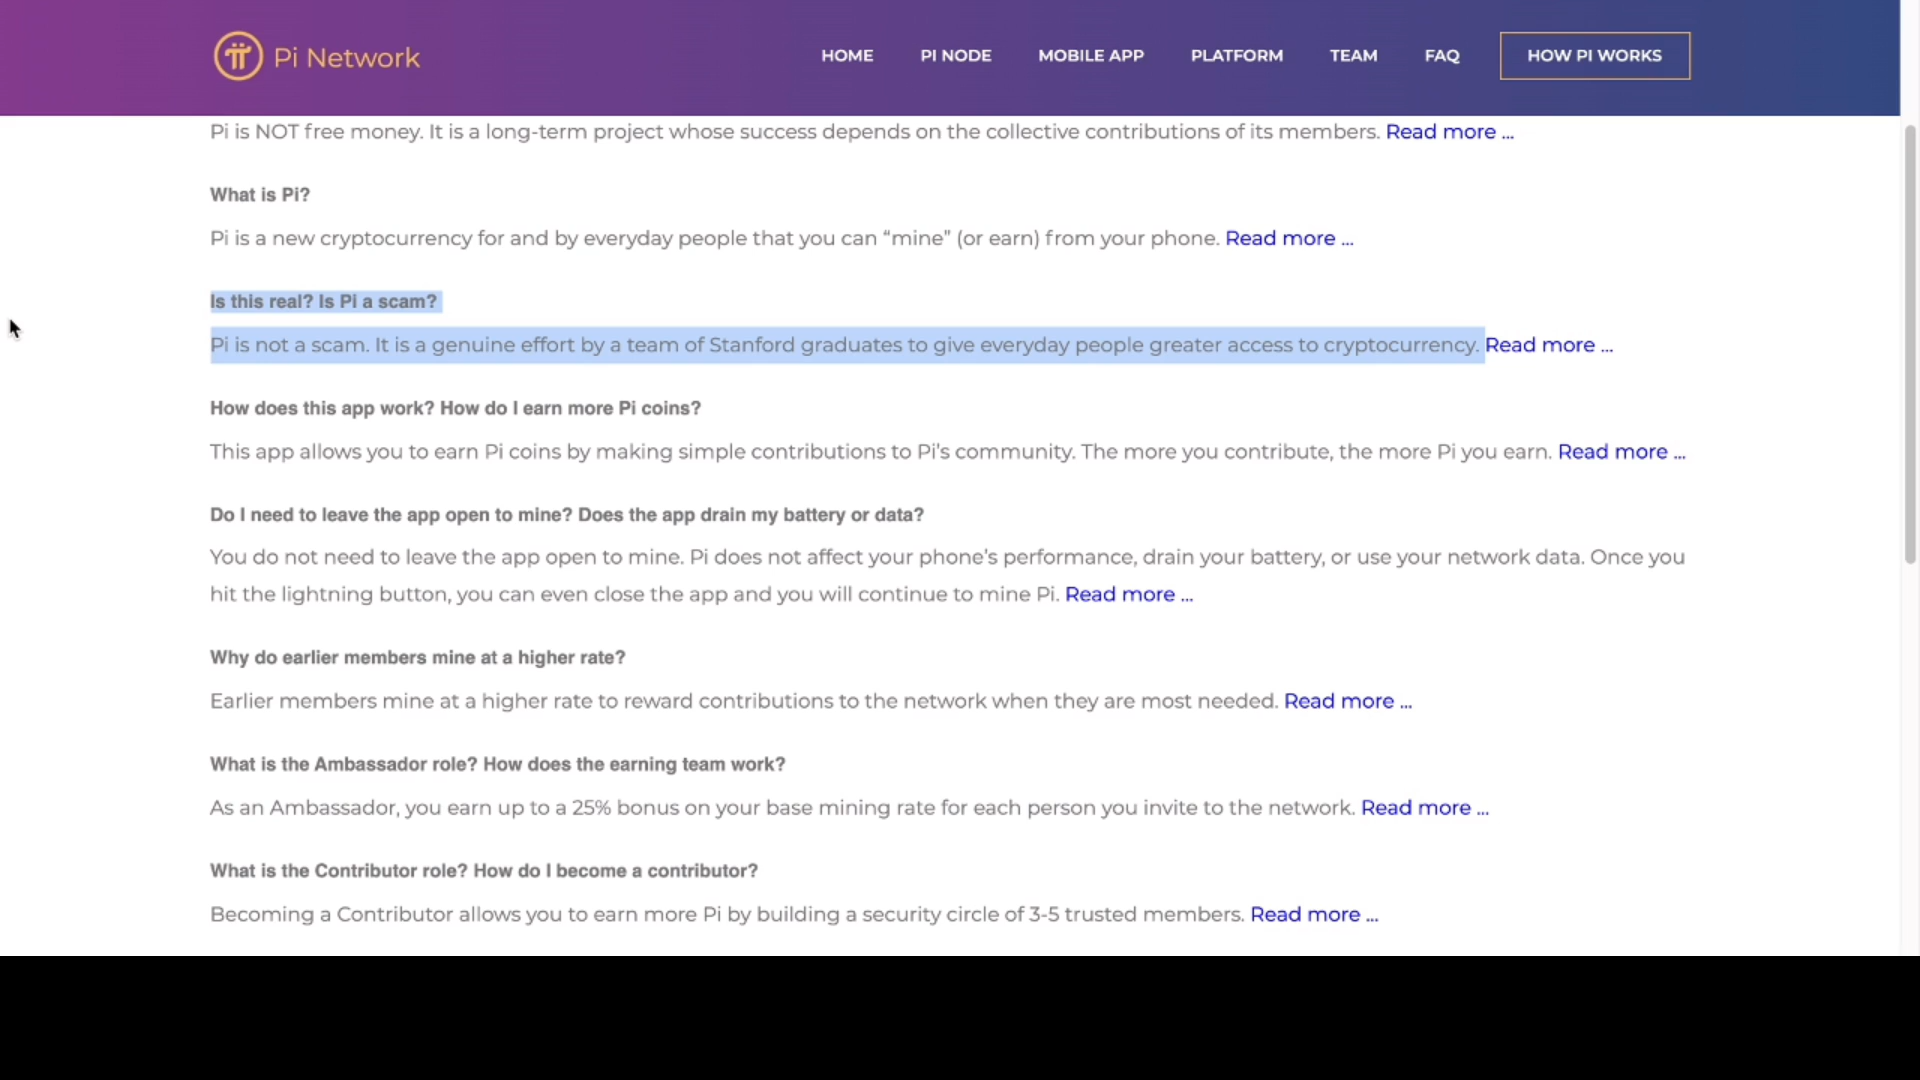 Pi Network
HOME PI NODE MOBILE APP PLATFORM TEAM FAQ HOW PI WORKS
Pi is NOT free money. It is a long-term project whose success depends on the collective contributions of its members. Read more ...
What is Pi?
Pi is a new cryptocurrency for and by everyday people that you can “mine” (or earn) from your phone. Read more ...
Is this real? Is Pi a scam?
Pi is not a scam. It is a genuine effort by a team of Stanford graduates to give everyday people greater access to cryptocurrency. Read more ...
How does this app work? How do I earn more Pi coins?
This app allows you to earn Pi coins by making simple contributions to Pi’s community. The more you contribute, the more Pi you earn. Read more ...
Do I need to leave the app open to mine? Does the app drain my battery or data?
You do not need to leave the app open to mine. Pi does not affect your phone’s performance, drain your battery, or use your network data. Once you
hit the lightning button, you can even close the app and you will continue to mine Pi. Read more ...
Why do earlier members mine at a higher rate?
Earlier members mine at a higher rate to reward contributions to the network when they are most needed. Read more ...
What is the Ambassador role? How does the earning team work?
As an Ambassador, you earn up to a 25% bonus on your base mining rate for each person you invite to the network. Read more ...
What is the Contributor role? How do I become a contributor?
Becoming a Contributor allows you to earn more Pi by building a security circle of 3-5 trusted members. Read more ...